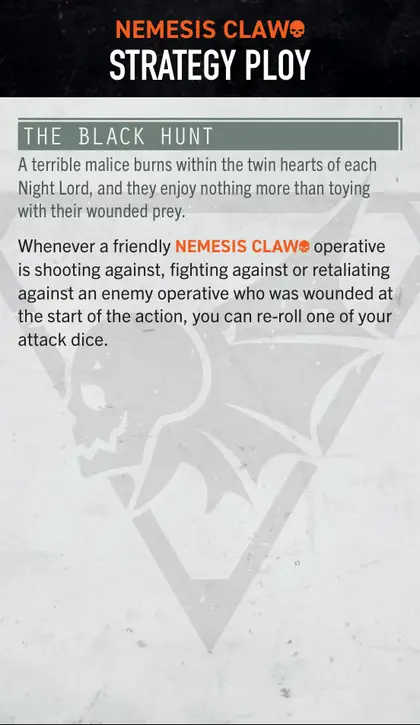 NEMESIS CLAW
STRATEGY PLOY
THE BLACK HUNT
A terrible malice burns within the twin hearts of each
Night Lord, and they enjoy nothing more than toying
with their wounded prey.
Whenever a friendly NEMESIS CLAW operative
is shooting against, fighting against or retaliating
against an enemy operative who was wounded at
the start of the action, you can re-roll one of your
attack dice.